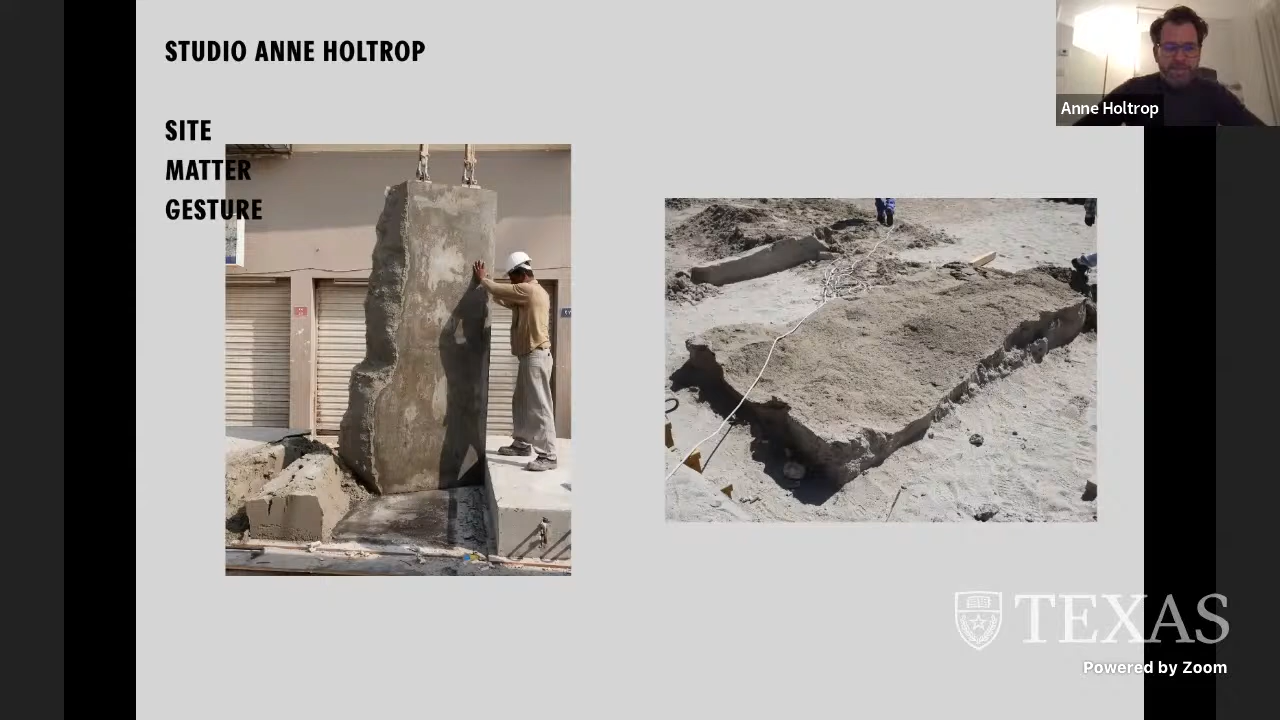 STUDIO ANNE HOLTROP
SITE
MATTER
GESTURE
Anne Holtrop
TEXAS
Powered by Zoom